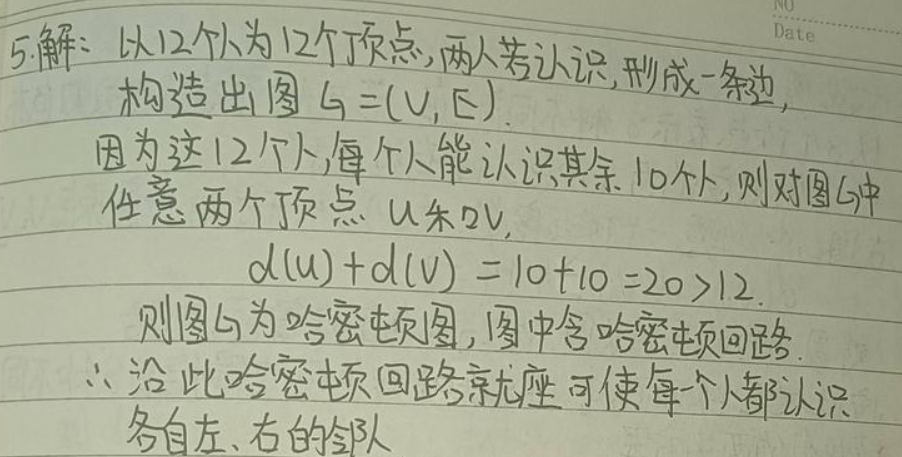 NO
Date
5.解: 以12个人为12个顶点,两人若认识,形成一条边,
构造出图G=(V,E).
因为这12个人,每个人能认识其余10个人,则对图G中
任意两个顶点 u和v,
d(u)+d(v)=10+10=20>12.
则图G为哈密顿图,图中含哈密顿回路.
∴沿此哈密顿回路就座可使每一个人都认识
各自左、右的邻队